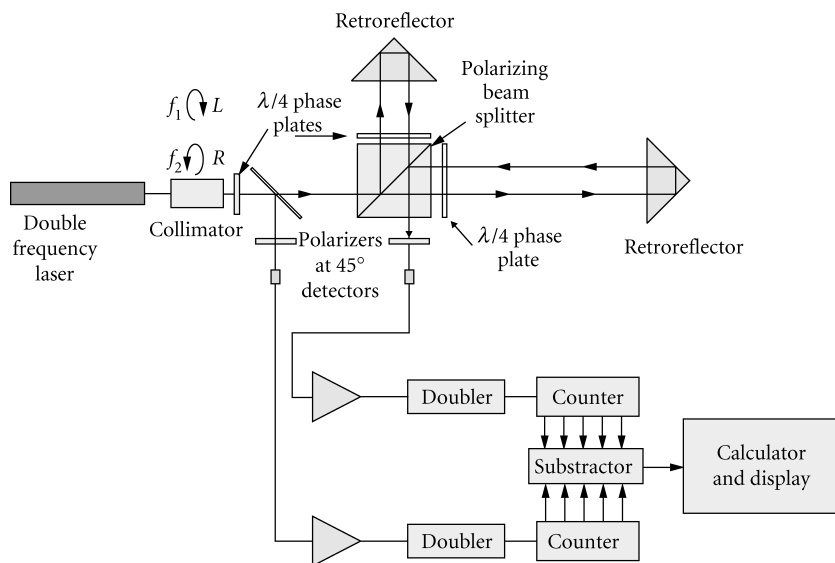 Retroreflector
Polarizing
beam
splitter
λ/4 phase
plates
f1 L
f2 R
Double
frequency
laser
Collimator
Polarizers
at 45°
detectors
λ/4 phase
plate
Retroreflector
Doubler
Counter
Substractor
Calculator
and display
Doubler
Counter